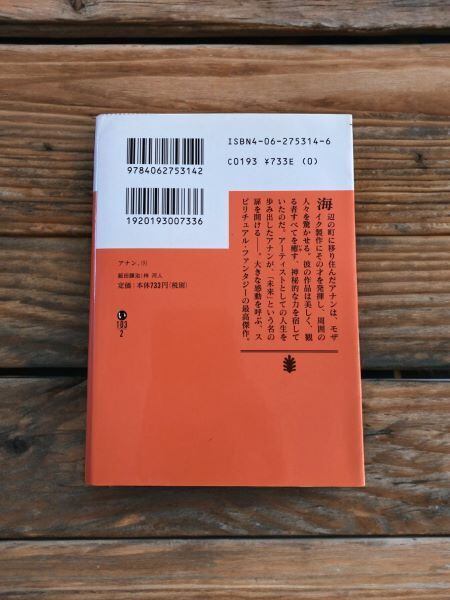 ISBN4-06-275314-6
C0193 ¥733E (0)
9784062753142
1920193007336
アナン、(下)
飯田譲治|梓 河人
定価:本体733円(税別)
い
103
2
海辺の町に移り住んだアナンは、モザ
イク製作にその才を発揮し、周囲の
人々を驚かせる。彼の作品は美しく、観
る者すべてを癒す、神秘的な力を宿して
いたのだ。アーティストとしての人生を
歩み出したアナンが、「未来」という名の
扉を開ける――。大きな感動を呼ぶ、ス
ピリチュアル・ファンタジーの最高傑作。